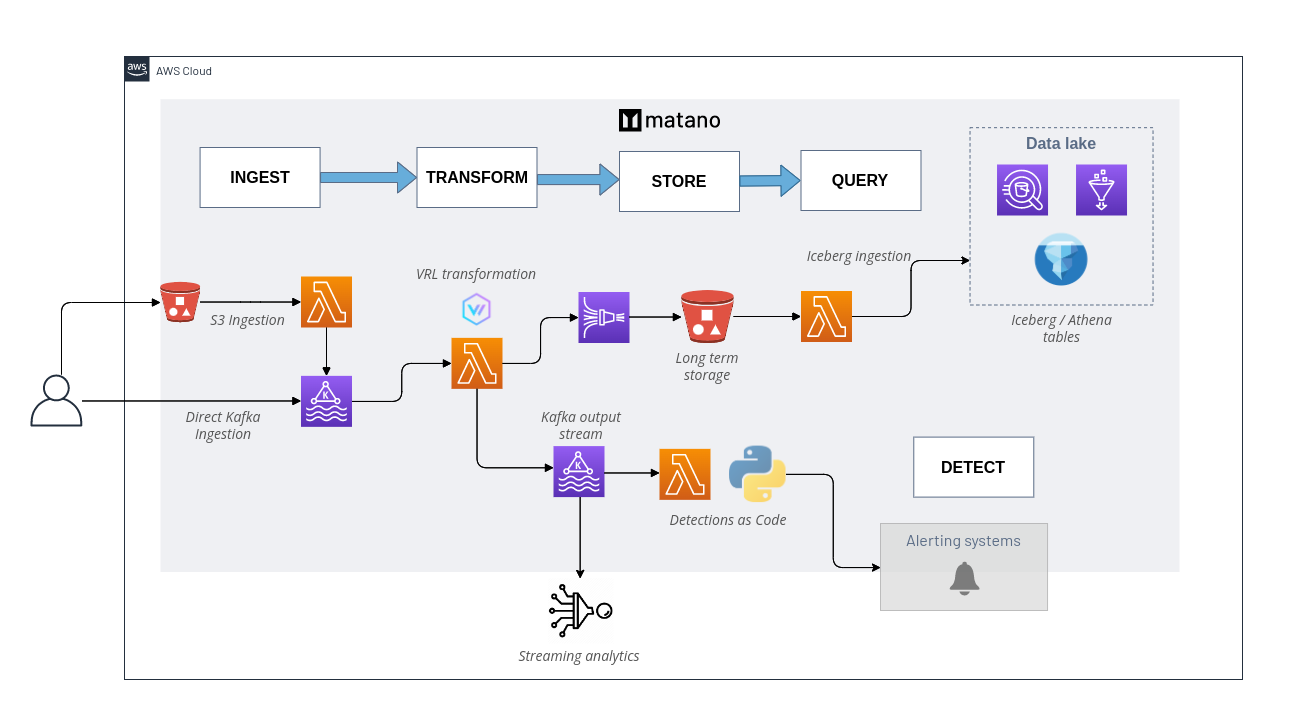 aws
AWS Cloud
matano
INGEST
TRANSFORM
STORE
QUERY
Data lake
Iceberg / Athena
tables
Iceberg ingestion
VRL transformation
S3 Ingestion
Long term
storage
K
Direct Kafka
Ingestion
Kafka output
stream
K
Detections as Code
DETECT
Alerting systems
Streaming analytics